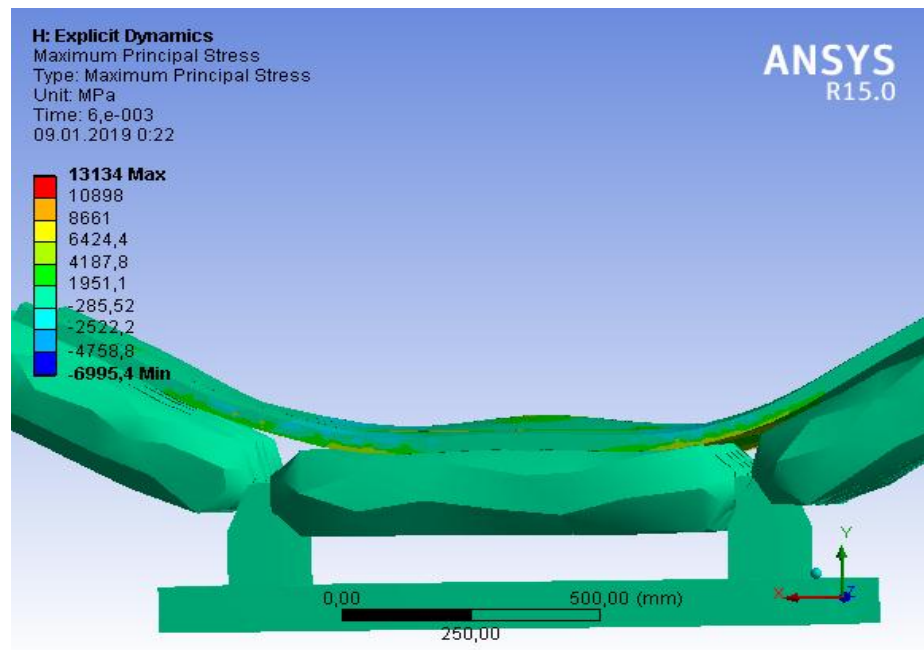 H: Explicit Dynamics
Maximum Principal Stress
Type: Maximum Principal Stress
Unit: MPa
Time: 6,e-003
09.01.2019 0:22
ANSYS
R15.0
13134 Max
10898
8661
6424,4
4187,8
1951,1
-285,52
-2522,2
-4758,8
-6995,4 Min
Y
X
Z
0,00
500,00 (mm)
250,00